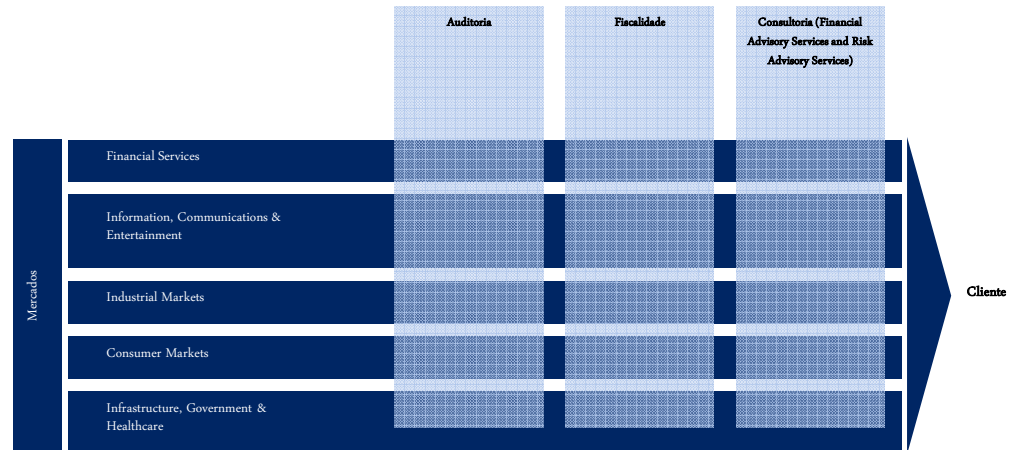 Auditoria
Fiscalidade
Consultoria (Financial
Advisory Services and Risk
Advisory Services)
Financial Services
Information, Communications &
Entertainment
Industrial Markets
Consumer Markets
Infrastructure, Government &
Healthcare
Mercados
Cliente